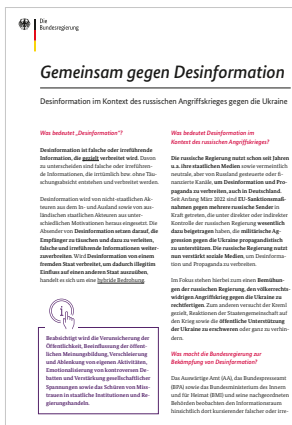 Die
Bundesregierung
Gemeinsam gegen Desinformation
Desinformation im Kontext des russischen Angriffskrieges gegen die Ukraine
Was bedeutet „Desinformation“?
Desinformation ist falsche oder irreführende
Information, die gezielt verbreitet wird. Davon
zu unterscheiden sind falsche oder irreführen-
de Informationen, die irrtümlich bzw. ohne Täu-
schungsabsicht entstehen und verbreitet werden.
Desinformation wird von nicht-staatlichen Ak-
teuren aus dem In- und Ausland sowie von aus-
ländischen staatlichen Akteuren aus unter-
schiedlichen Motivationen heraus eingesetzt. Die
Absender von Desinformation setzen darauf, die
Empfänger zu täuschen und dazu zu verleiten,
falsche und irreführende Informationen weiter-
zuverbreiten. Wird Desinformation von einem
fremden Staat verbreitet, um dadurch illegitim
Einfluss auf einen anderen Staat auszuüben,
handelt es sich um eine hybride Bedrohung.
Beabsichtigt wird die Verunsicherung der
Öffentlichkeit, Beeinflussung der öffent-
lichen Meinungsbildung, Verschleierung
und Ablenkung von eigenen Aktivitäten,
Emotionalisierung von kontroversen De-
batten und Verstärkung gesellschaftlicher
Spannungen sowie das Schüren von Miss-
trauen in staatliche Institutionen und Re-
gierungshandeln.
Was bedeutet Desinformation im
Kontext des russischen Angriffskrieges?
Die russische Regierung nutzt schon seit Jahren
u.a. ihre staatlichen Medien sowie vermeintlich
neutrale, aber von Russland gesteuerte oder fi-
nanzierte Kanäle, um Desinformation und Pro-
paganda zu verbreiten, auch in Deutschland.
Seit Anfang März 2022 sind EU-Sanktionsmaß-
nahmen gegen mehrere russische Sender in
Kraft getreten, die unter direkter oder indirekter
Kontrolle der russischen Regierung wesentlich
dazu beigetragen haben, die militärische Ag-
gression gegen die Ukraine propagandistisch
zu unterstützen. Die russische Regierung nutzt
nun verstärkt soziale Medien, um Desinforma-
tion und Propaganda zu verbreiten.
Im Fokus stehen hierbei zum einen Bemühun-
gen der russischen Regierung, den völkerrechts-
widrigen Angriffskrieg gegen die Ukraine zu
rechtfertigen. Zum anderen versucht der Kreml
gezielt, Reaktionen der Staatengemeinschaft auf
den Krieg sowie die öffentliche Unterstützung
der Ukraine zu erschweren oder ganz zu verhin-
dern.
Was macht die Bundesregierung zur
Bekämpfung von Desinformation?
Das Auswärtige Amt (AA), das Bundespresseamt
(BPA) sowie das Bundesministerium des Innern
und für Heimat (BMI) und seine nachgeordneten
Behörden beobachten den Informationsraum
hinsichtlich dort kursierender falscher oder irre-